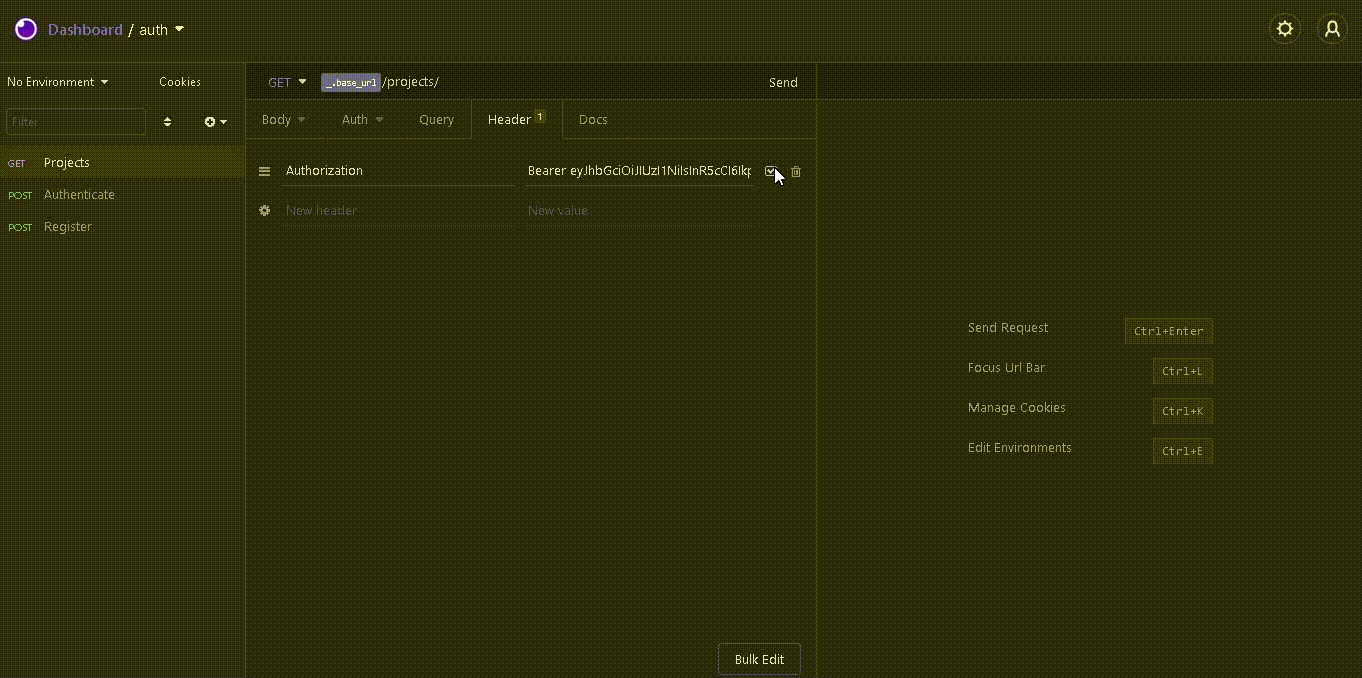 Dashboard / auth
No Environment
Cookies
Filter
GET Projects
POST Authenticate
POST Register
GET _.base_url /projects/
Send
Body
Auth
Query
Header 1
Docs
Authorization
Bearer
New header
New value
Bulk Edit
Send Request Ctrl+Enter
Focus Url Bar Ctrl+L
Manage Cookies Ctrl+K
Edit Environments Ctrl+E